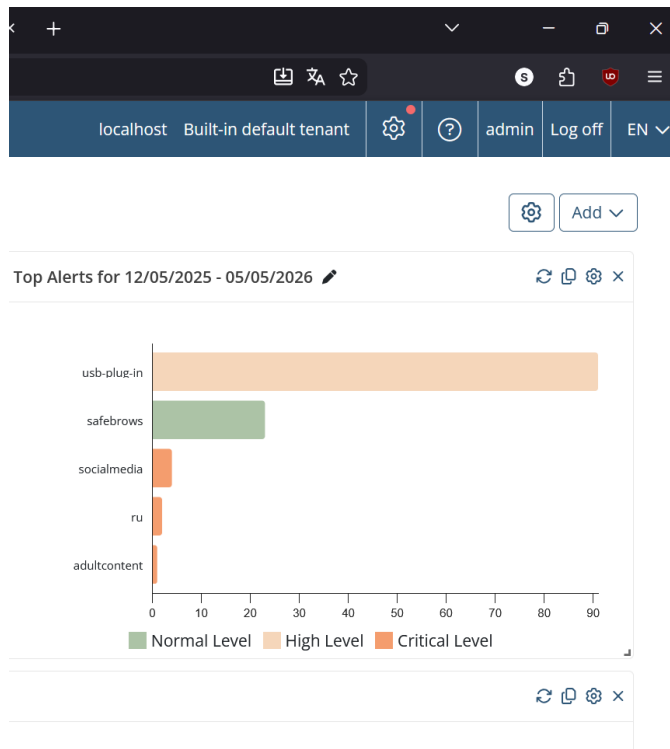 localhost Built-in default tenant admin Log off EN
Add
Top Alerts for 12/05/2025 - 05/05/2026
usb-plug-in
safebrows
socialmedia
ru
adultcontent
0 10 20 30 40 50 60 70 80 90
Normal Level High Level Critical Level